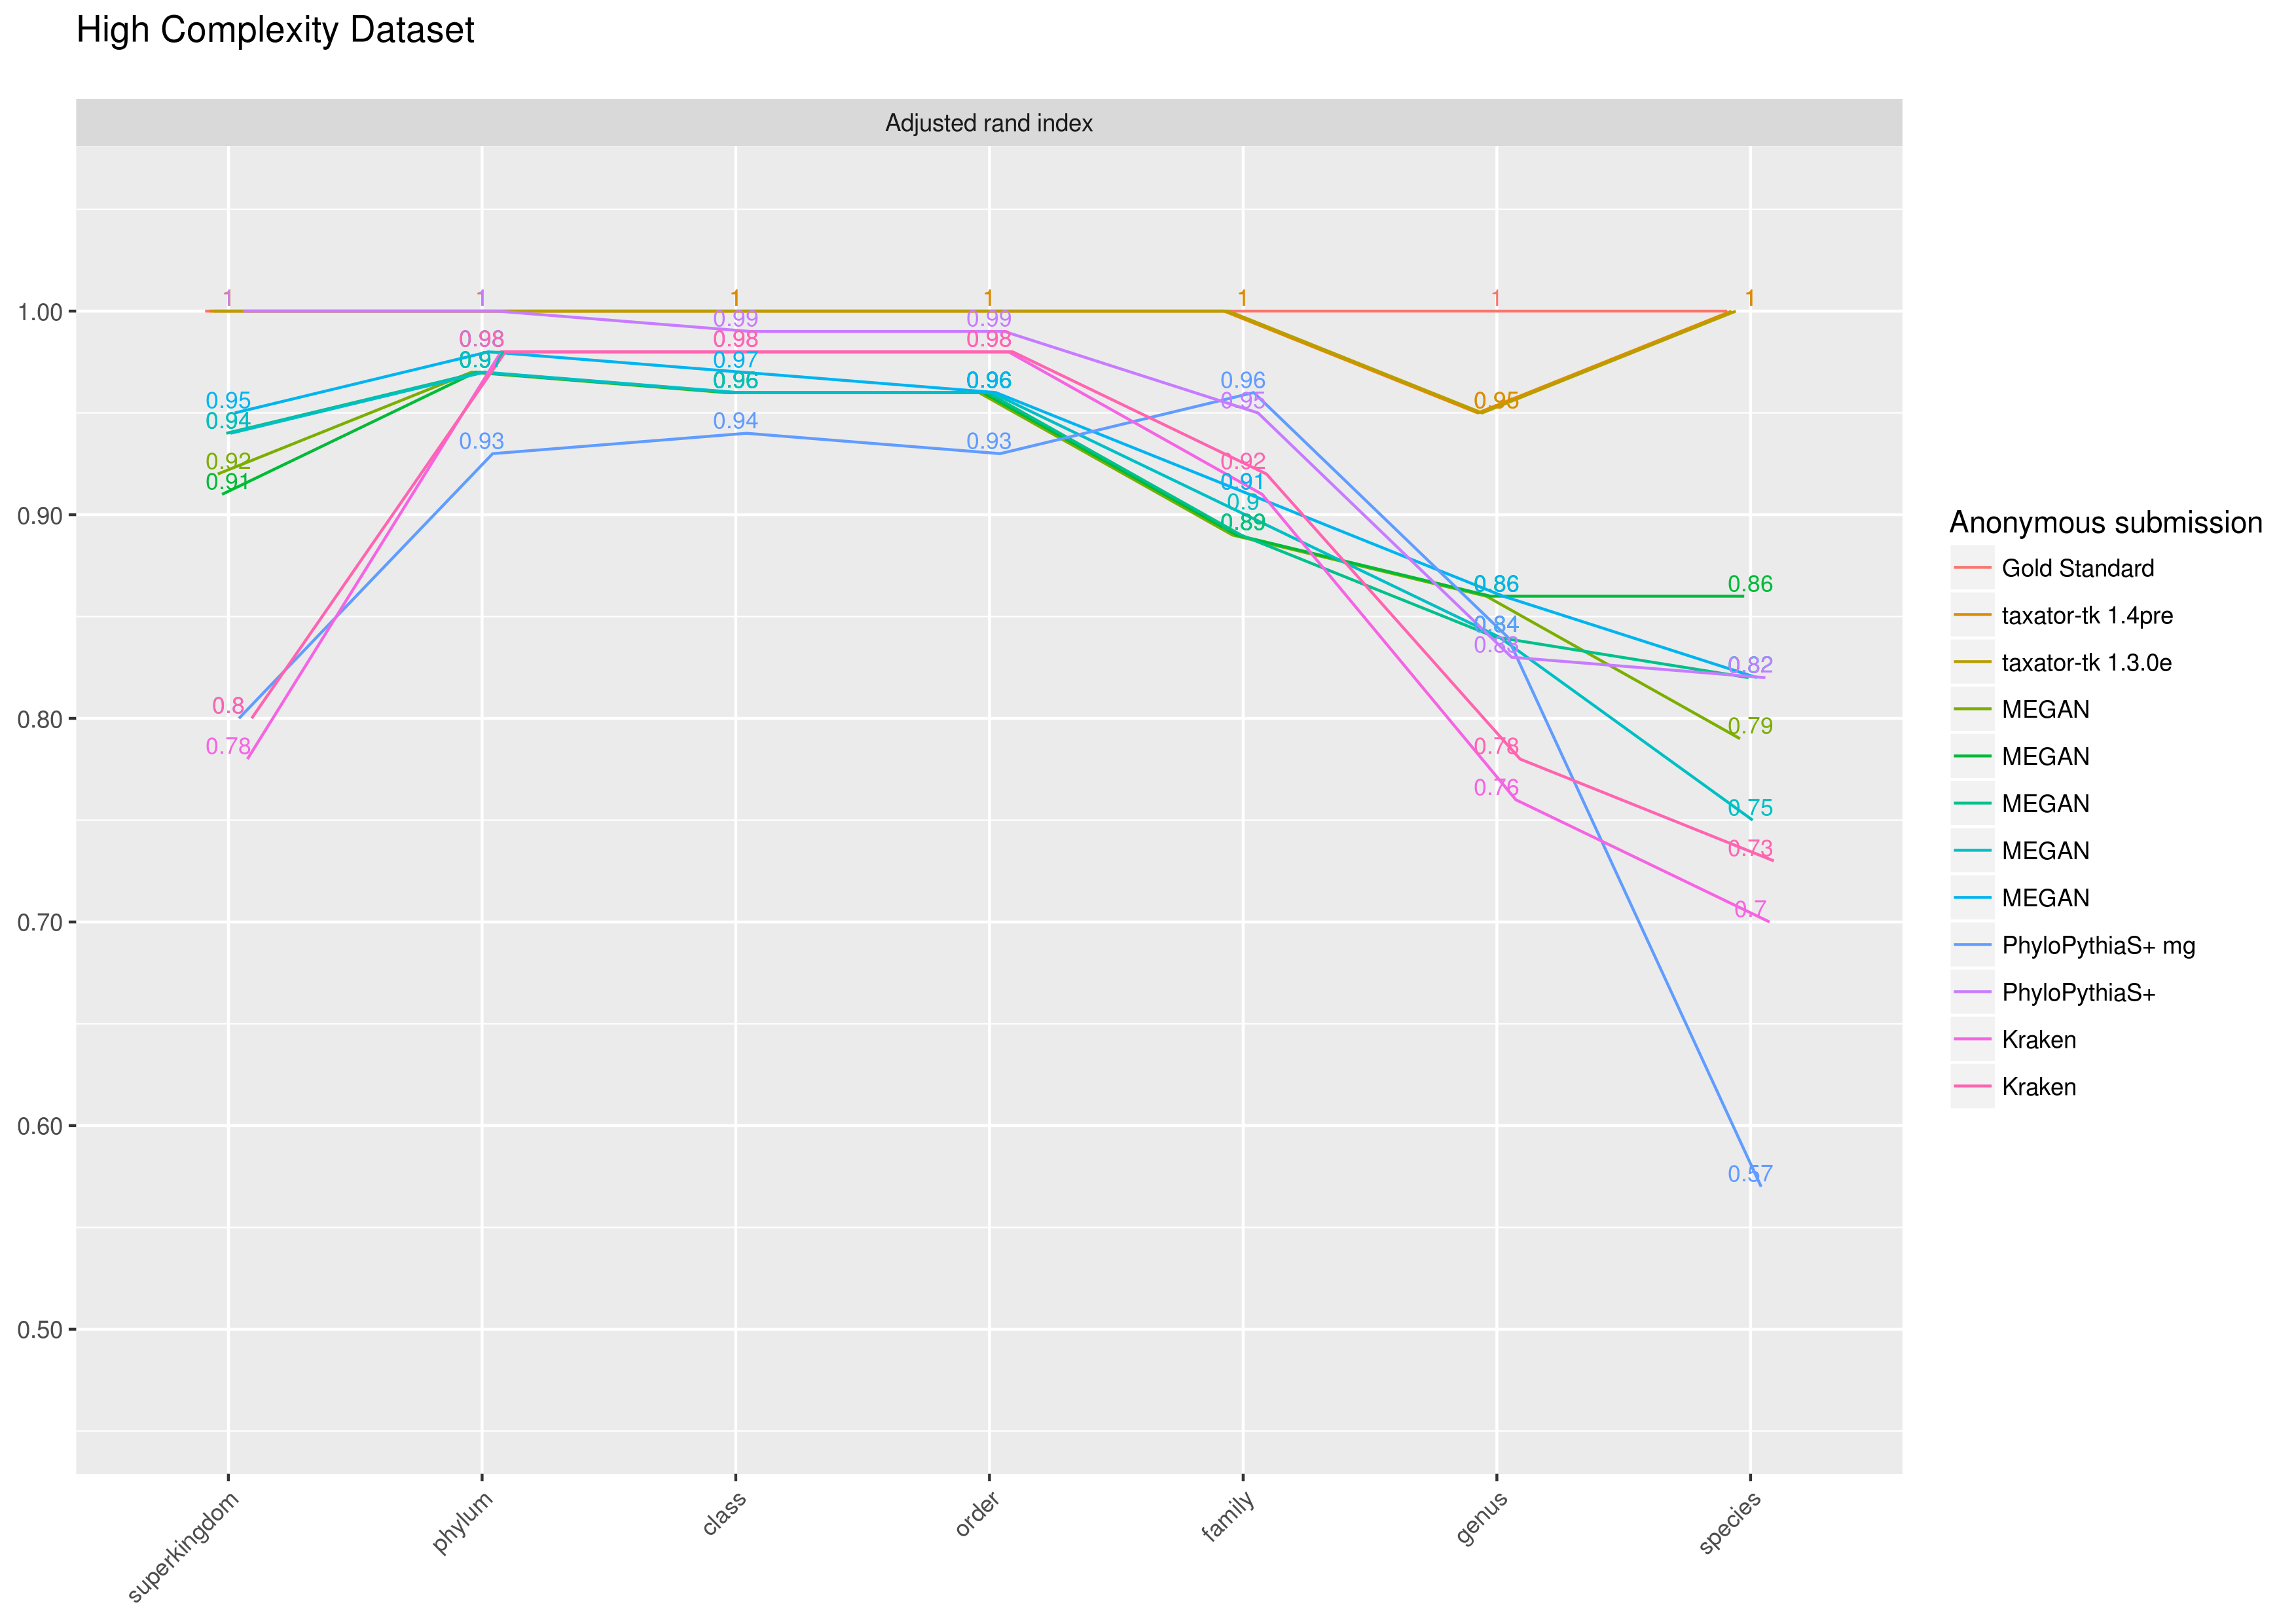 High Complexity Dataset
Adjusted rand index
1 1 1 1 1 1 1
1.00
0.99 0.99
0.98 0.98 0.98
0.97 0.97
0.96 0.96 0.96
0.95 0.95 0.95
0.94 0.94
0.93 0.93
0.92 0.92
0.91 0.91
0.9
0.90
0.89
0.86 0.86
0.84
0.83
0.82
0.80
0.8
0.79
0.78 0.78
0.76
0.75
0.73
0.70
0.7
0.60
0.57
0.50
superkingdom
phylum
class
order
family
genus
species
Anonymous submission
Gold Standard
taxator-tk 1.4pre
taxator-tk 1.3.0e
MEGAN
MEGAN
MEGAN
MEGAN
MEGAN
PhyloPythiaS+ mg
PhyloPythiaS+
Kraken
Kraken